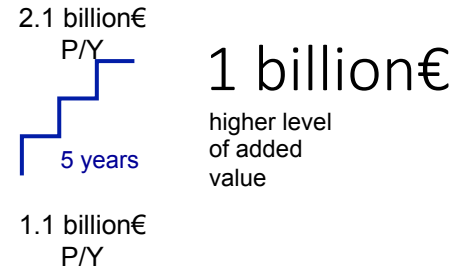 2.1 billion€
P/Y
5 years
1.1 billion€
P/Y
1 billion€
higher level
of added
value